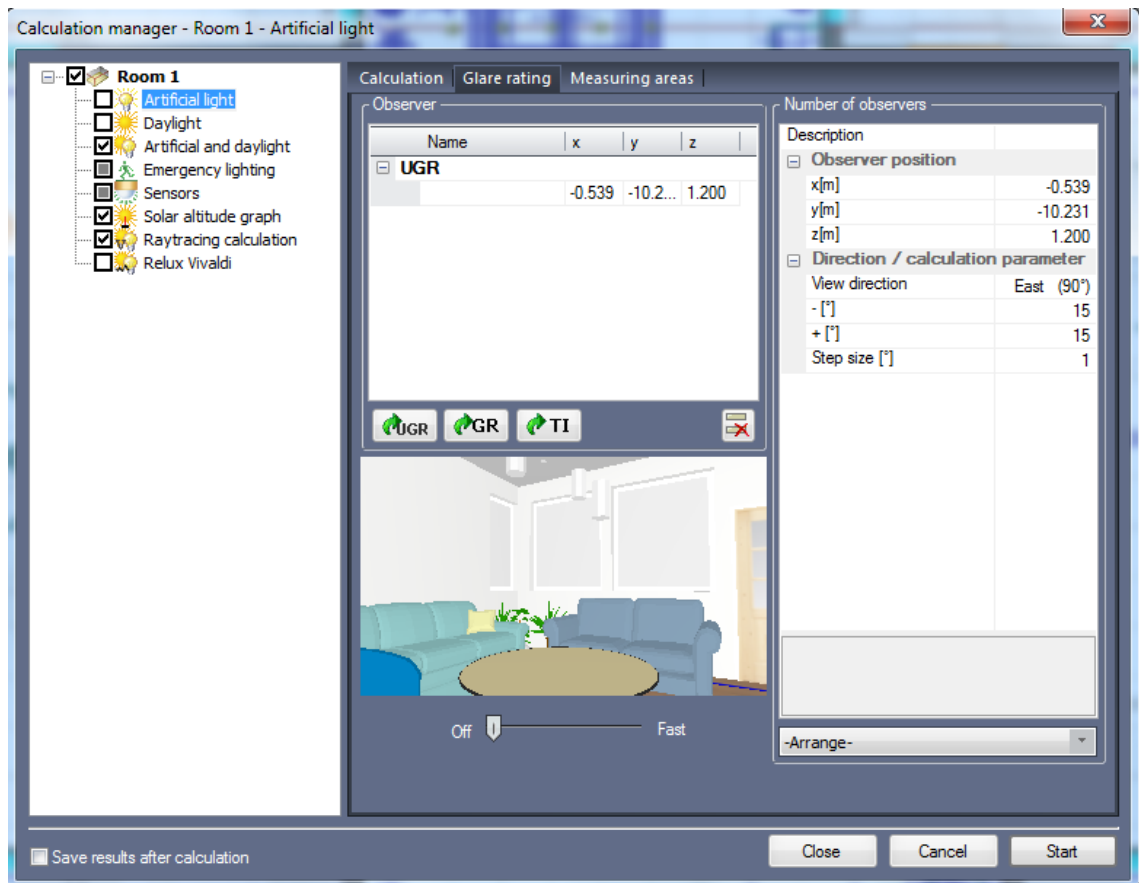 Calculation manager - Room 1 - Artificial light
Room 1
Artificial light
Daylight
Artificial and daylight
Emergency lighting
Sensors
Solar altitude graph
Raytracing calculation
Relux Vivaldi
Calculation Glare rating Measuring areas
Observer
Name x y z
UGR
-0.539 -10.2... 1.200
UGR GR TI
Off Fast
Number of observers
Description
Observer position
x[m] -0.539
y[m] -10.231
z[m] 1.200
Direction / calculation parameter
View direction East (90°)
- [°] 15
+ [°] 15
Step size [°] 1
-Arrange-
Save results after calculation
Close Cancel Start